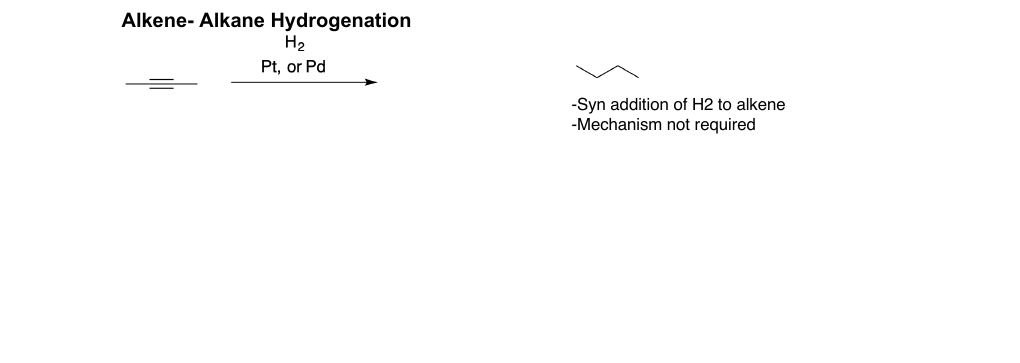 Alkene- Alkane Hydrogenation
H2
Pt, or Pd
-Syn addition of H2 to alkene
-Mechanism not required